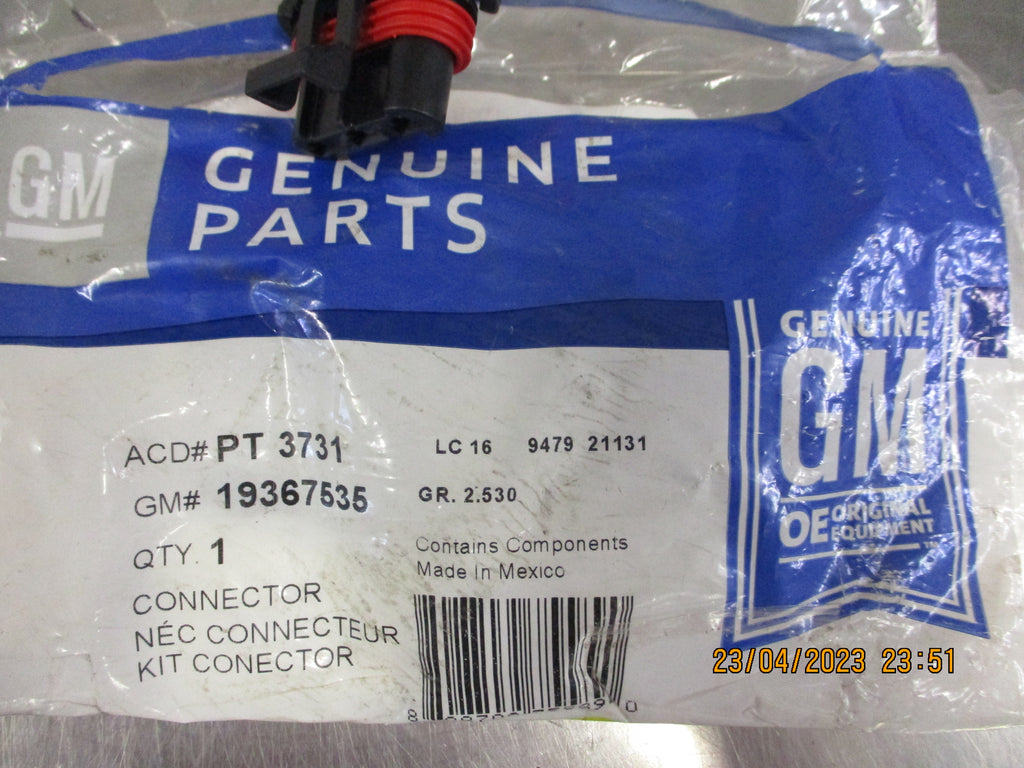 GM
GENUINE
PARTS
GENUINE
GM
OE ORIGINAL
EQUIPMENT
TM
ACD# PT 3731
LC 16 9479 21131
GM# 19367535
GR. 2.530
QTY. 1
Contains Components
Made In Mexico
CONNECTOR
NÉC CONNECTEUR
KIT CONECTOR
23/04/2023 23:51